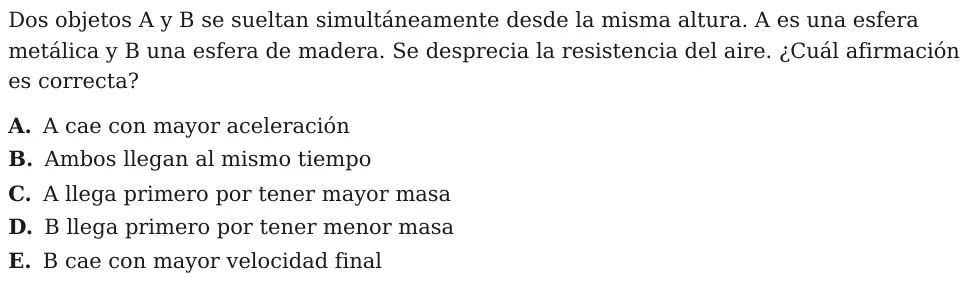 Dos objetos A y B se sueltan simultáneamente desde la misma altura. A es una esfera
metálica y B una esfera de madera. Se desprecia la resistencia del aire. ¿Cuál afirmación
es correcta?
A. A cae con mayor aceleración
B. Ambos llegan al mismo tiempo
C. A llega primero por tener mayor masa
D. B llega primero por tener menor masa
E. B cae con mayor velocidad final